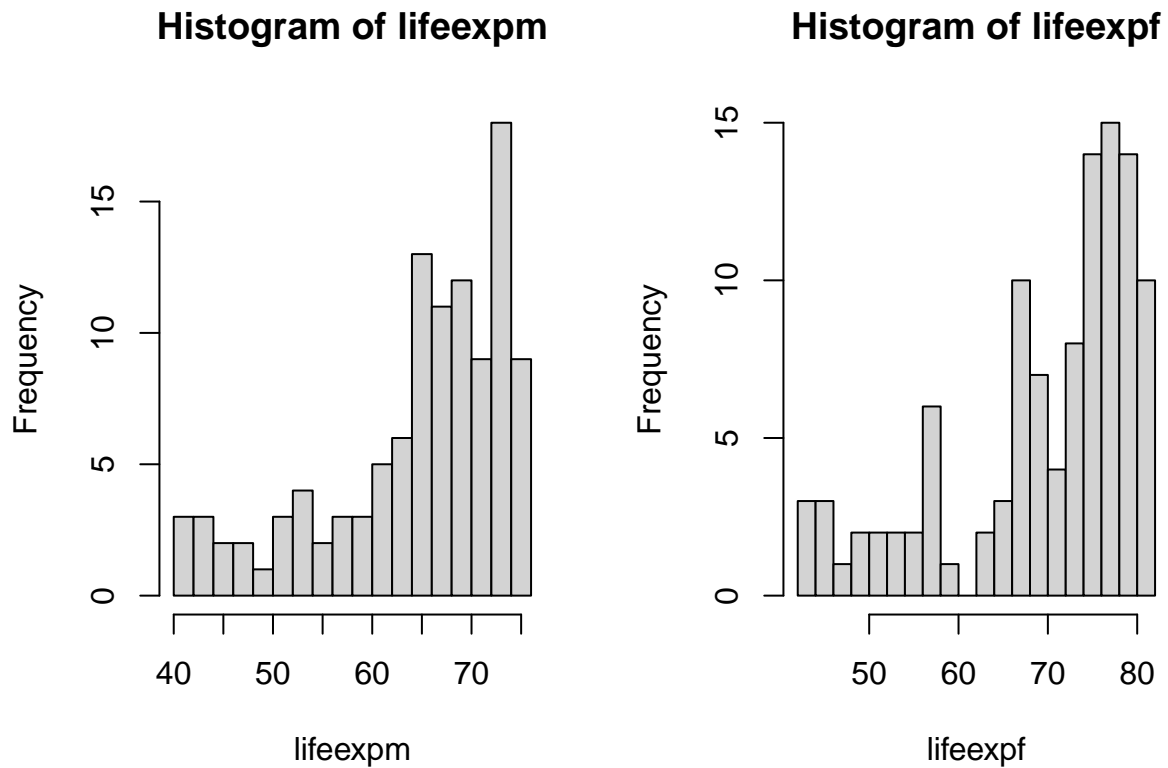 Histogram of lifeexpm
Frequency
15
10
5
0
40 50 60 70
lifeexpm
Histogram of lifeexpf
Frequency
15
10
5
0
50 60 70 80
lifeexpf